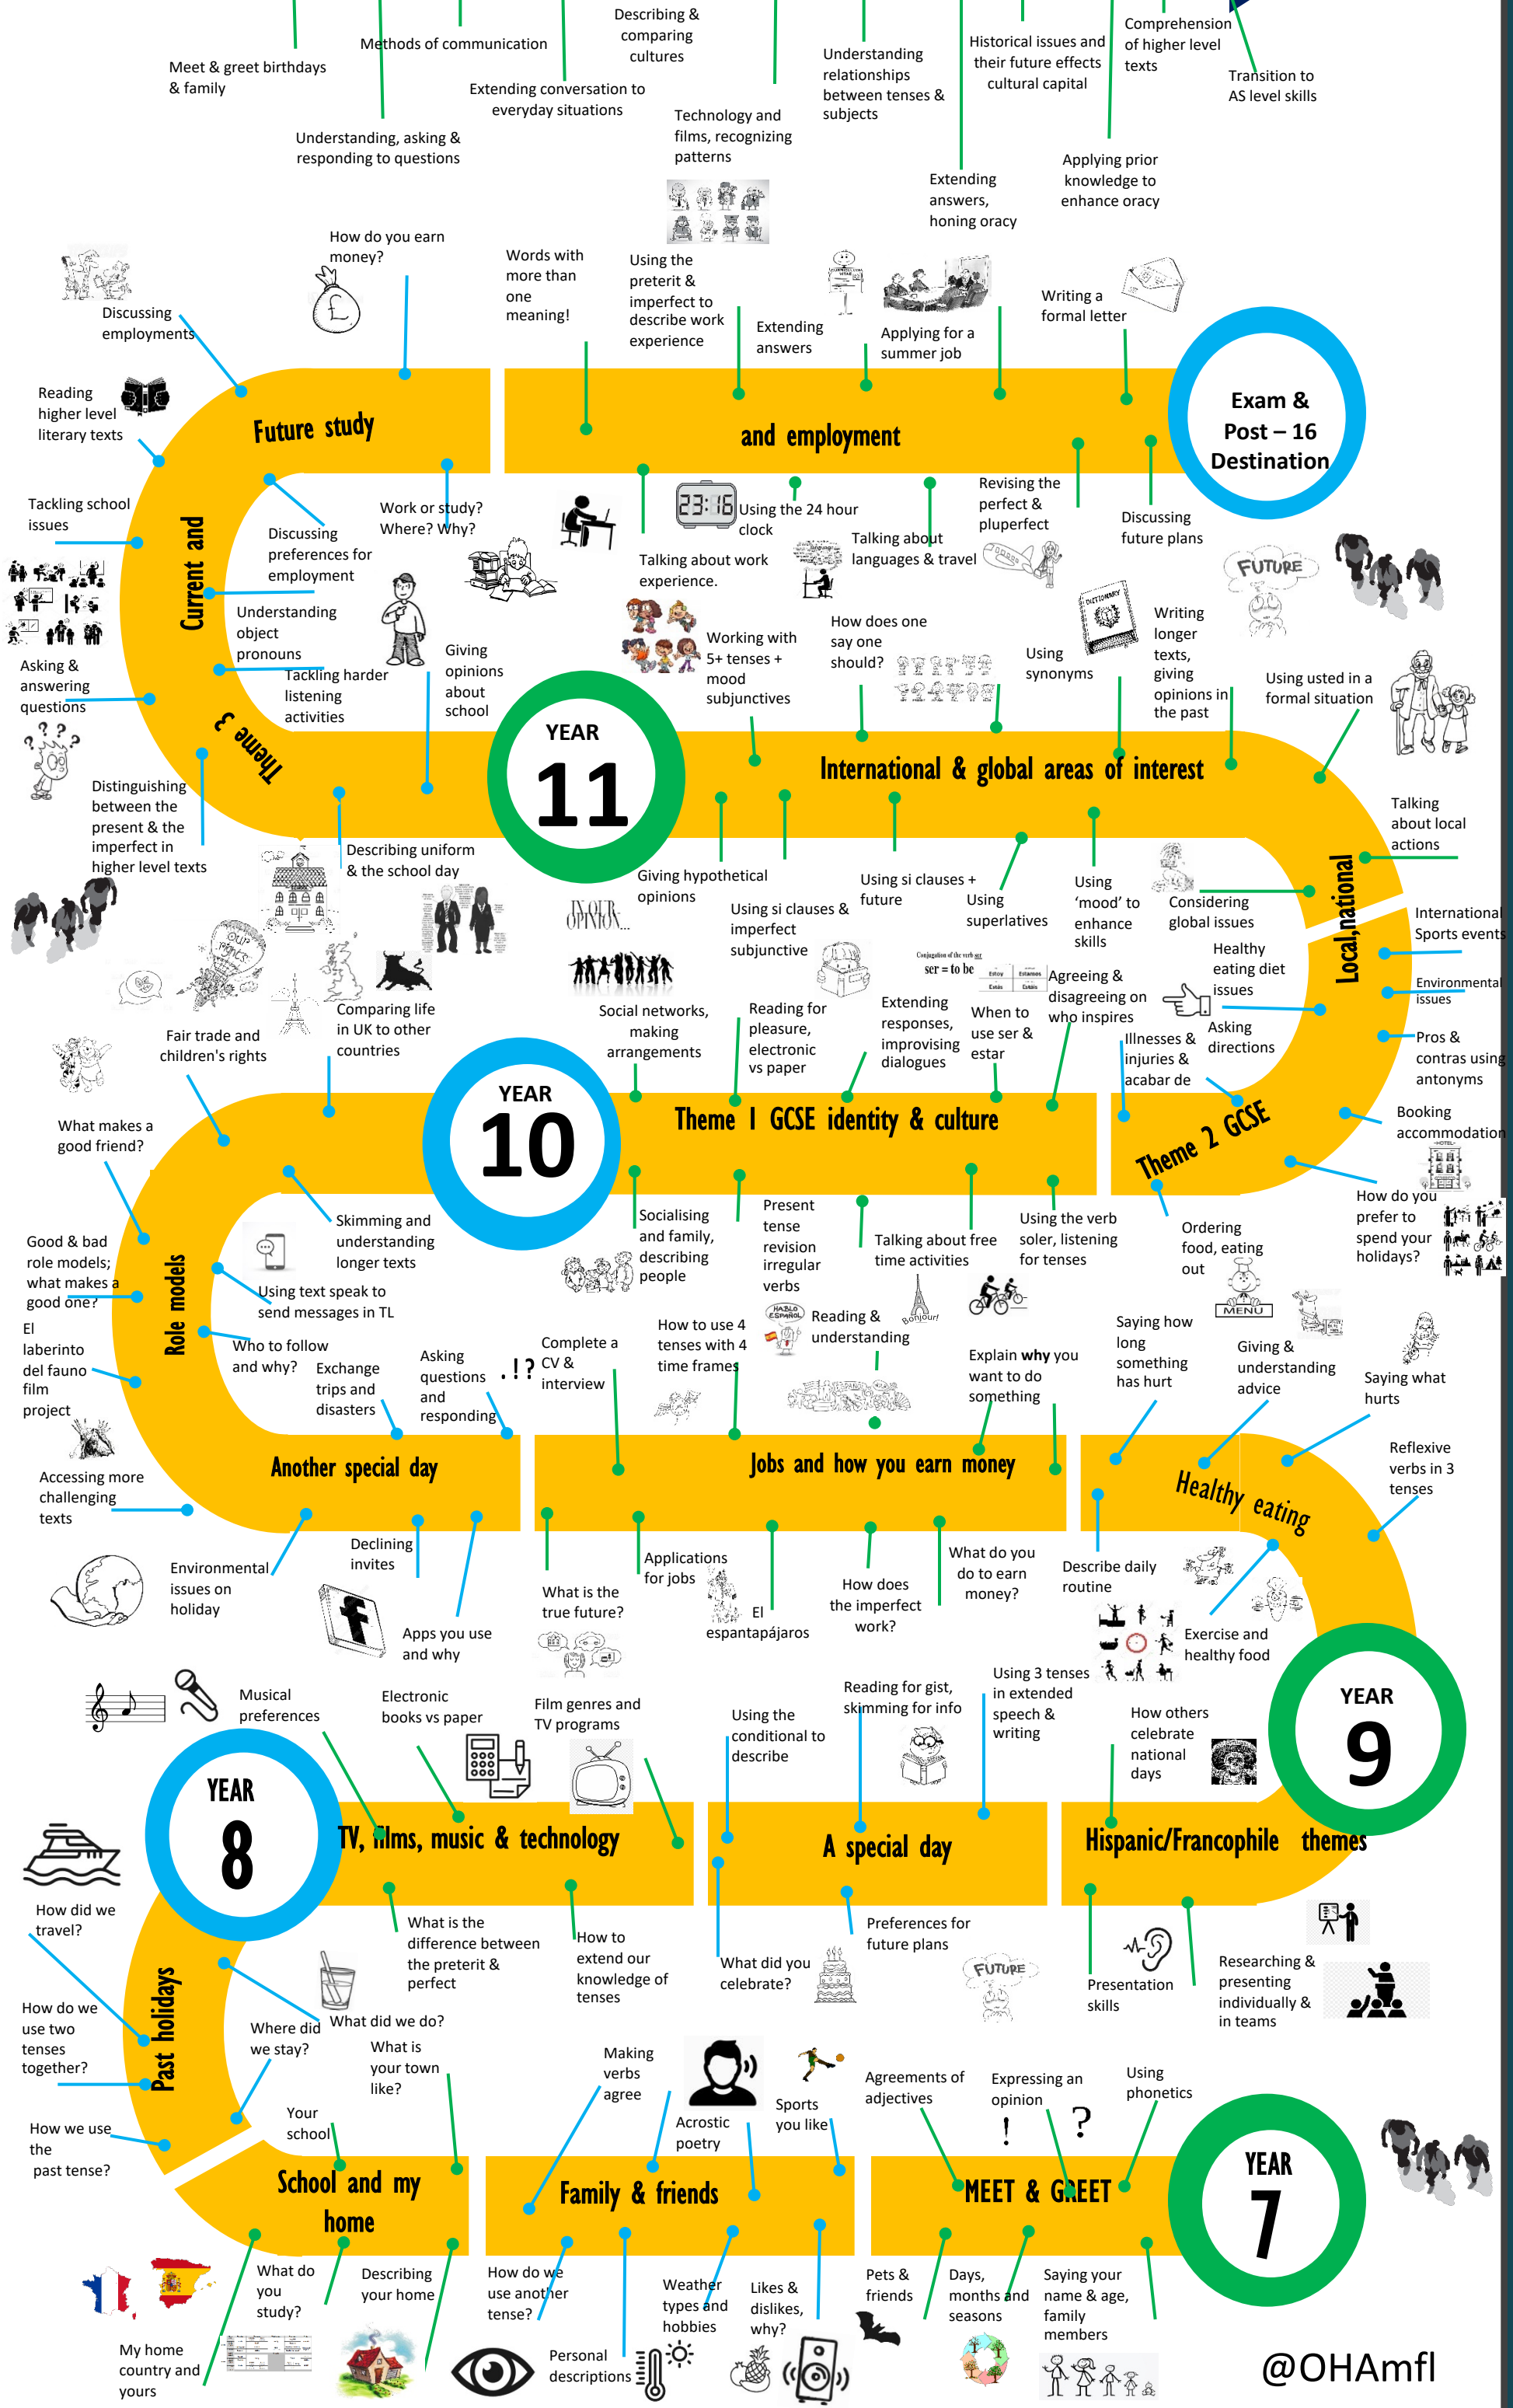 Describing &
comparing
cultures
Methods of communication
Meet & greet birthdays
& family
Extending conversation to
everyday situations
Understanding, asking &
responding to questions
Technology and
films, recognizing
patterns
Understanding
relationships
between tenses &
subjects
Historical issues and
their future effects
cultural capital
Comprehension
of higher level
texts
Transition to
AS level skills
Extending
answers,
honing oracy
Applying prior
knowledge to
enhance oracy
How do you earn
money?
£
Discussing
employments
Words with
more than
one
meaning!
Using the
preterit &
imperfect to
describe work
experience
Extending
answers
Applying for a
summer job
Writing a
formal letter
Reading
higher level
literary texts
Future study
and employment
Exam &
Post – 16
Destination
Tackling school
issues
Current and
Discussing
preferences for
employment
Work or study?
Where? Why?
23:16
Using the 24 hour
clock
Talking about work
experience.
Talking about
languages & travel
Revising the
perfect &
pluperfect
Discussing
future plans
FUTURE
DICTIONARY
Understanding
object
pronouns
Asking &
answering
questions
? ? ? ?
Tackling harder
listening
activities
Giving
opinions
about
school
Theme 3
Distinguishing
between the
present & the
imperfect in
higher level texts
Describing uniform
& the school day
YEAR
11
Working with
5+ tenses +
mood
subjunctives
How does one
say one
should?
Using
synonyms
Writing
longer
texts,
giving
opinions in
the past
Using usted in a
formal situation
International & global areas of interest
Talking
about local
actions
Local,national
Giving hypothetical
opinions
IN OUR
OPINION...
Using si clauses &
imperfect
subjunctive
Using si clauses +
future
Using
superlatives
Using
‘mood’ to
enhance
skills
Considering
global issues
International
Sports events
Healthy
eating diet
issues
Environmental
issues
Pros &
contras using
antonyms
Asking
directions
Illnesses &
injuries &
acabar de
Booking
accommodation
HOTEL
How do you
prefer to
spend your
holidays?
Conjugation of the verb ser
ser = to be
Estoy
Estamos
Estás
Estáis
Agreeing &
disagreeing on
who inspires
When to
use ser &
estar
Extending
responses,
improvising
dialogues
Reading for
pleasure,
electronic
vs paper
Social networks,
making
arrangements
Comparing life
in UK to other
countries
Fair trade and
children's rights
What makes a
good friend?
YEAR
10
Theme 1 GCSE identity & culture
Theme 2 GCSE
Skimming and
understanding
longer texts
Good & bad
role models;
what makes a
good one?
Role models
Using text speak to
send messages in TL
Who to follow
and why?
El
laberinto
del fauno
film
project
Socialising
and family,
describing
people
Present
tense
revision
irregular
verbs
Talking about free
time activities
Using the verb
soler, listening
for tenses
Ordering
food, eating
out
MENU
HABLO
ESPAÑOL
Reading &
understanding
Bonjour!
Exchange
trips and
disasters
Asking
questions
and
responding
. ! ?
Complete a
CV &
interview
How to use 4
tenses with 4
time frames
Explain why you
want to do
something
Saying how
long
something
has hurt
Giving &
understanding
advice
Saying what
hurts
Reflexive
verbs in 3
tenses
Accessing more
challenging
texts
Another special day
Jobs and how you earn money
Healthy eating
Environmental
issues on
holiday
Declining
invites
f
Apps you use
and why
What is the
true future?
Applications
for jobs
El
espantapájaros
How does
the imperfect
work?
What do you
do to earn
money?
Describe daily
routine
Exercise and
healthy food
YEAR
9
Musical
preferences
Electronic
books vs paper
Film genres and
TV programs
Using the
conditional to
describe
Reading for gist,
skimming for info
Using 3 tenses
in extended
speech &
writing
How others
celebrate
national
days
YEAR
8
TV, films, music & technology
A special day
Hispanic/Francophile themes
How did we
travel?
What is the
difference between
the preterit &
perfect
How to
extend our
knowledge of
tenses
What did you
celebrate?
Preferences for
future plans
FUTURE
Presentation
skills
Researching &
presenting
individually &
in teams
Past holidays
How do we
use two
tenses
together?
Where did
we stay?
What did we do?
What is
your town
like?
How we use
the
past tense?
Your
school
Making
verbs
agree
Acrostic
poetry
Sports
you like
Agreements of
adjectives
Expressing an
opinion
! ?
Using
phonetics
School and my
home
Family & friends
MEET & GREET
YEAR
7
What do
you
study?
Describing
your home
My home
country and
yours
How do we
use another
tense?
Personal
descriptions
Weather
types and
hobbies
Likes &
dislikes,
why?
Pets &
friends
Days,
months and
seasons
Saying your
name & age,
family
members
@OHAmfl